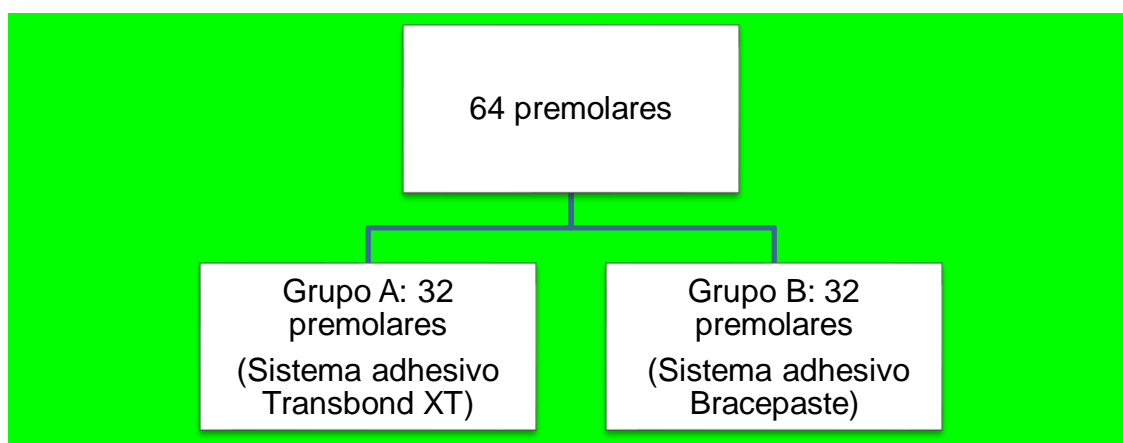 64 premolares
Grupo A: 32
premolares
(Sistema adhesivo
Transbond XT)
Grupo B: 32
premolares
(Sistema adhesivo
Bracepaste)